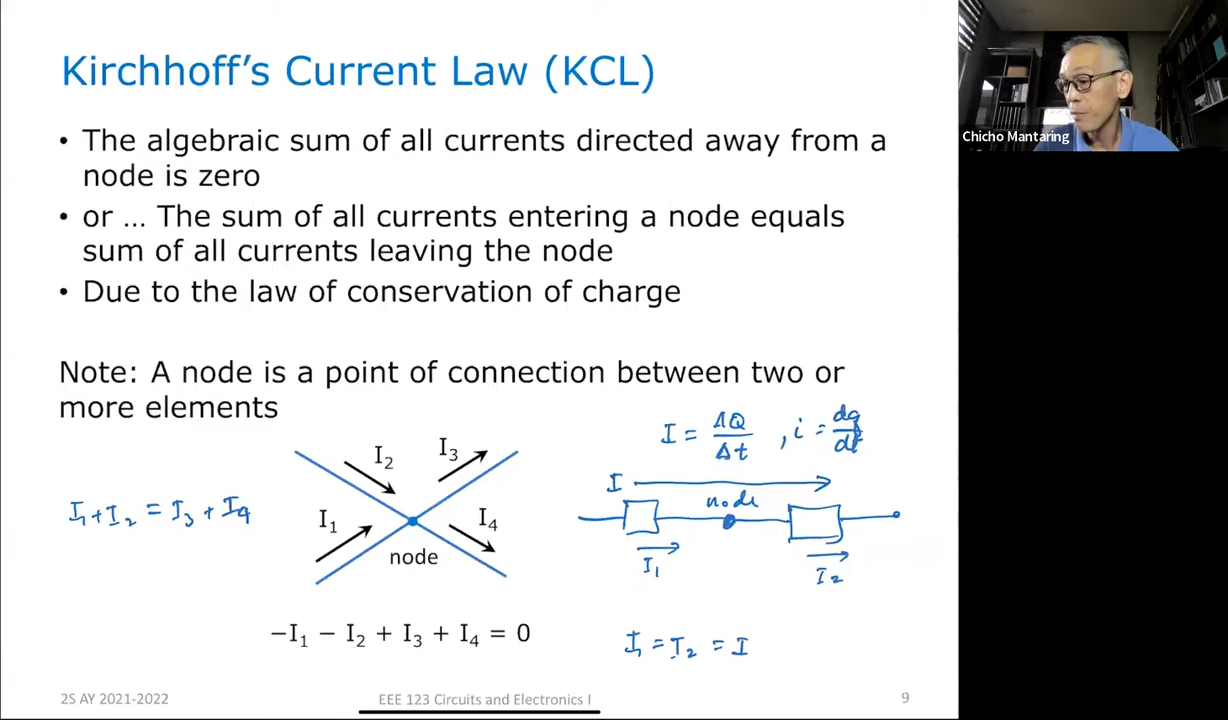 Kirchhoff's Current Law (KCL)
• The algebraic sum of all currents directed away from a
node is zero
• or … The sum of all currents entering a node equals
sum of all currents leaving the node
• Due to the law of conservation of charge
Note: A node is a point of connection between two or
more elements
I = ΔQ/Δt , i = dq/dt
I₁ + I₂ = I₃ + I₄
I₂
I₃
I₁
I₄
node
I
node
I₁
I₂
−I₁ − I₂ + I₃ + I₄ = 0
I₁ = I₂ = I
2S AY 2021-2022
EEE 123 Circuits and Electronics I
9
Chicho Mantaring